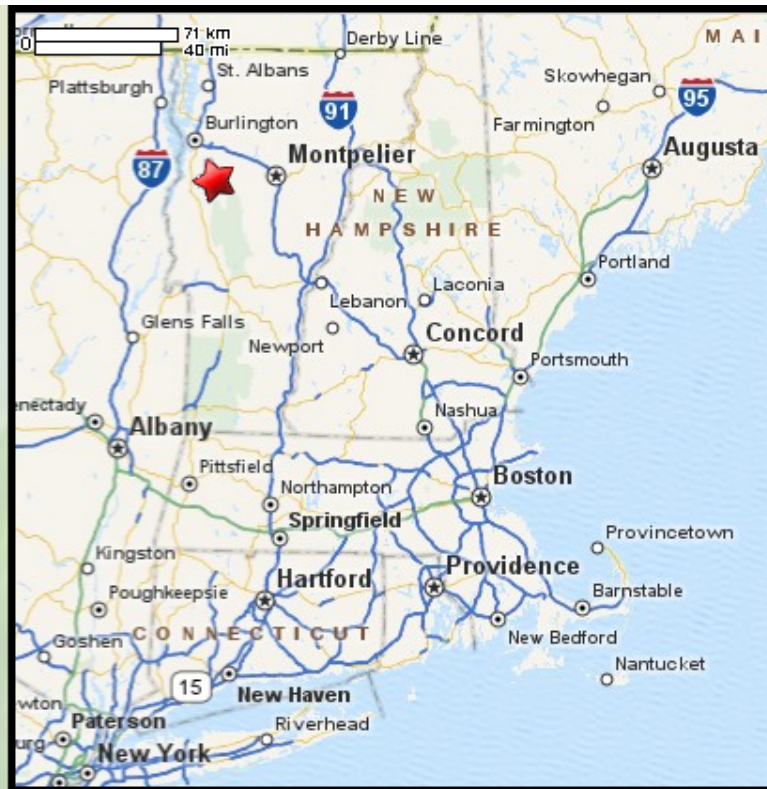 71 km
0
40 mi
Derby Line
MAI
St. Albans
Skowhegan
Plattsburgh
91
95
Farmington
Burlington
Augusta
Montpelier
87
NEW
HAMPSHIRE
Portland
Lebanon
Laconia
Glens Falls
Concord
Newport
Portsmouth
enectady
Nashua
Albany
Pittsfield
Boston
Northampton
Springfield
Provincetown
Kingston
Hartford
Providence
Poughkeepsie
Barnstable
CONNECTICUT
New Bedford
Goshen
Nantucket
15
New Haven
wton
Paterson
Riverhead
urg
New York